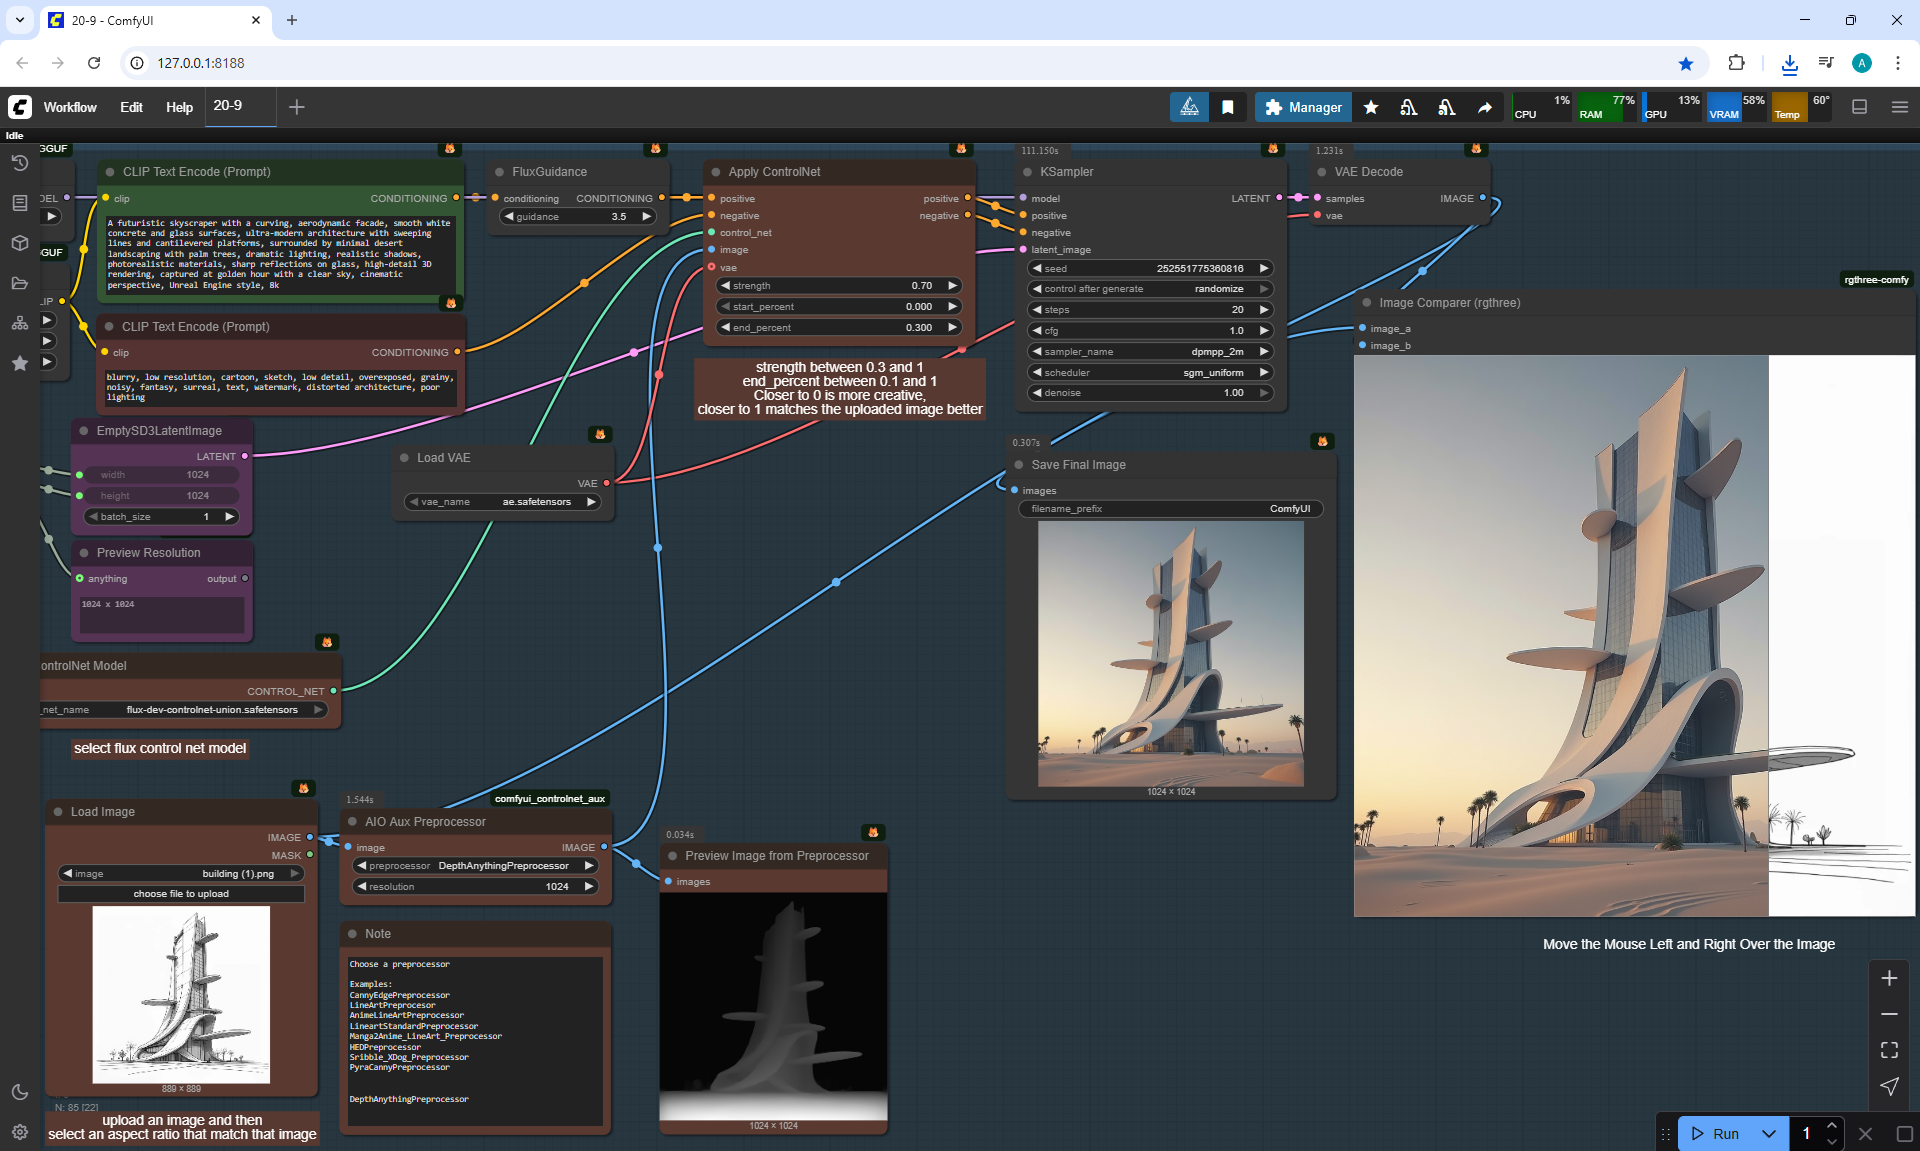 20-9 - ComfyUI
127.0.0.1:8188
A
Workflow
Edit
Help
20-9
Manager
CPU 1%
RAM 77%
GPU 13%
VRAM 58%
Temp 60°
Idle
GGUF
CLIP Text Encode (Prompt)
clip
CONDITIONING
A futuristic skyscraper with a curving, aerodynamic facade, smooth white
concrete and glass surfaces, ultra-modern architecture with sweeping
lines and cantilevered platforms, surrounded by minimal desert
landscaping with palm trees, dramatic lighting, realistic shadows,
photorealistic materials, sharp reflections on glass, high-detail 3D
rendering, captured at golden hour with a clear sky, cinematic
perspective, Unreal Engine style, 8k
DEL
GUF
LIP
CLIP Text Encode (Prompt)
clip
CONDITIONING
blurry, low resolution, cartoon, sketch, low detail, overexposed, grainy,
noisy, fantasy, surreal, text, watermark, distorted architecture, poor
lighting
FluxGuidance
conditioning
CONDITIONING
guidance 3.5
Apply ControlNet
positive
positive
negative
negative
control_net
image
vae
strength 0.70
start_percent 0.000
end_percent 0.300
strength between 0.3 and 1
end_percent between 0.1 and 1
Closer to 0 is more creative,
closer to 1 matches the uploaded image better
111.150s
KSampler
model
LATENT
positive
negative
latent_image
seed 252551775360816
control after generate randomize
steps 20
cfg 1.0
sampler_name dpmpp_2m
scheduler sgm_uniform
denoise 1.00
1.231s
VAE Decode
samples
IMAGE
vae
rgthree-comfy
Image Comparer (rgthree)
image_a
image_b
Move the Mouse Left and Right Over the Image
EmptySD3LatentImage
LATENT
width 1024
height 1024
batch_size 1
Preview Resolution
anything
output
1024 x 1024
Load VAE
VAE
vae_name ae.safetensors
0.307s
Save Final Image
images
filename_prefix ComfyUI
1024 × 1024
ontrolNet Model
CONTROL_NET
_net_name flux-dev-controlnet-union.safetensors
select flux control net model
Load Image
IMAGE
MASK
image building (1).png
choose file to upload
889 × 889
N: 85 [22]
upload an image and then
select an aspect ratio that match that image
1.544s
comfyui_controlnet_aux
AIO Aux Preprocessor
image
IMAGE
preprocessor DepthAnythingPreprocessor
resolution 1024
Note
Choose a preprocessor
Examples:
CannyEdgePreprocessor
LineArtPreprocesor
AnimeLineArtPreprocessor
LineartStandardPreprocessor
Manga2Anime_LineArt_Preprocessor
HEDPreprocessor
Sribble_XDog_Preprocessor
PyraCannyPreprocessor
DepthAnythingPreprocessor
0.034s
Preview Image from Preprocessor
images
1024 × 1024
Run
1